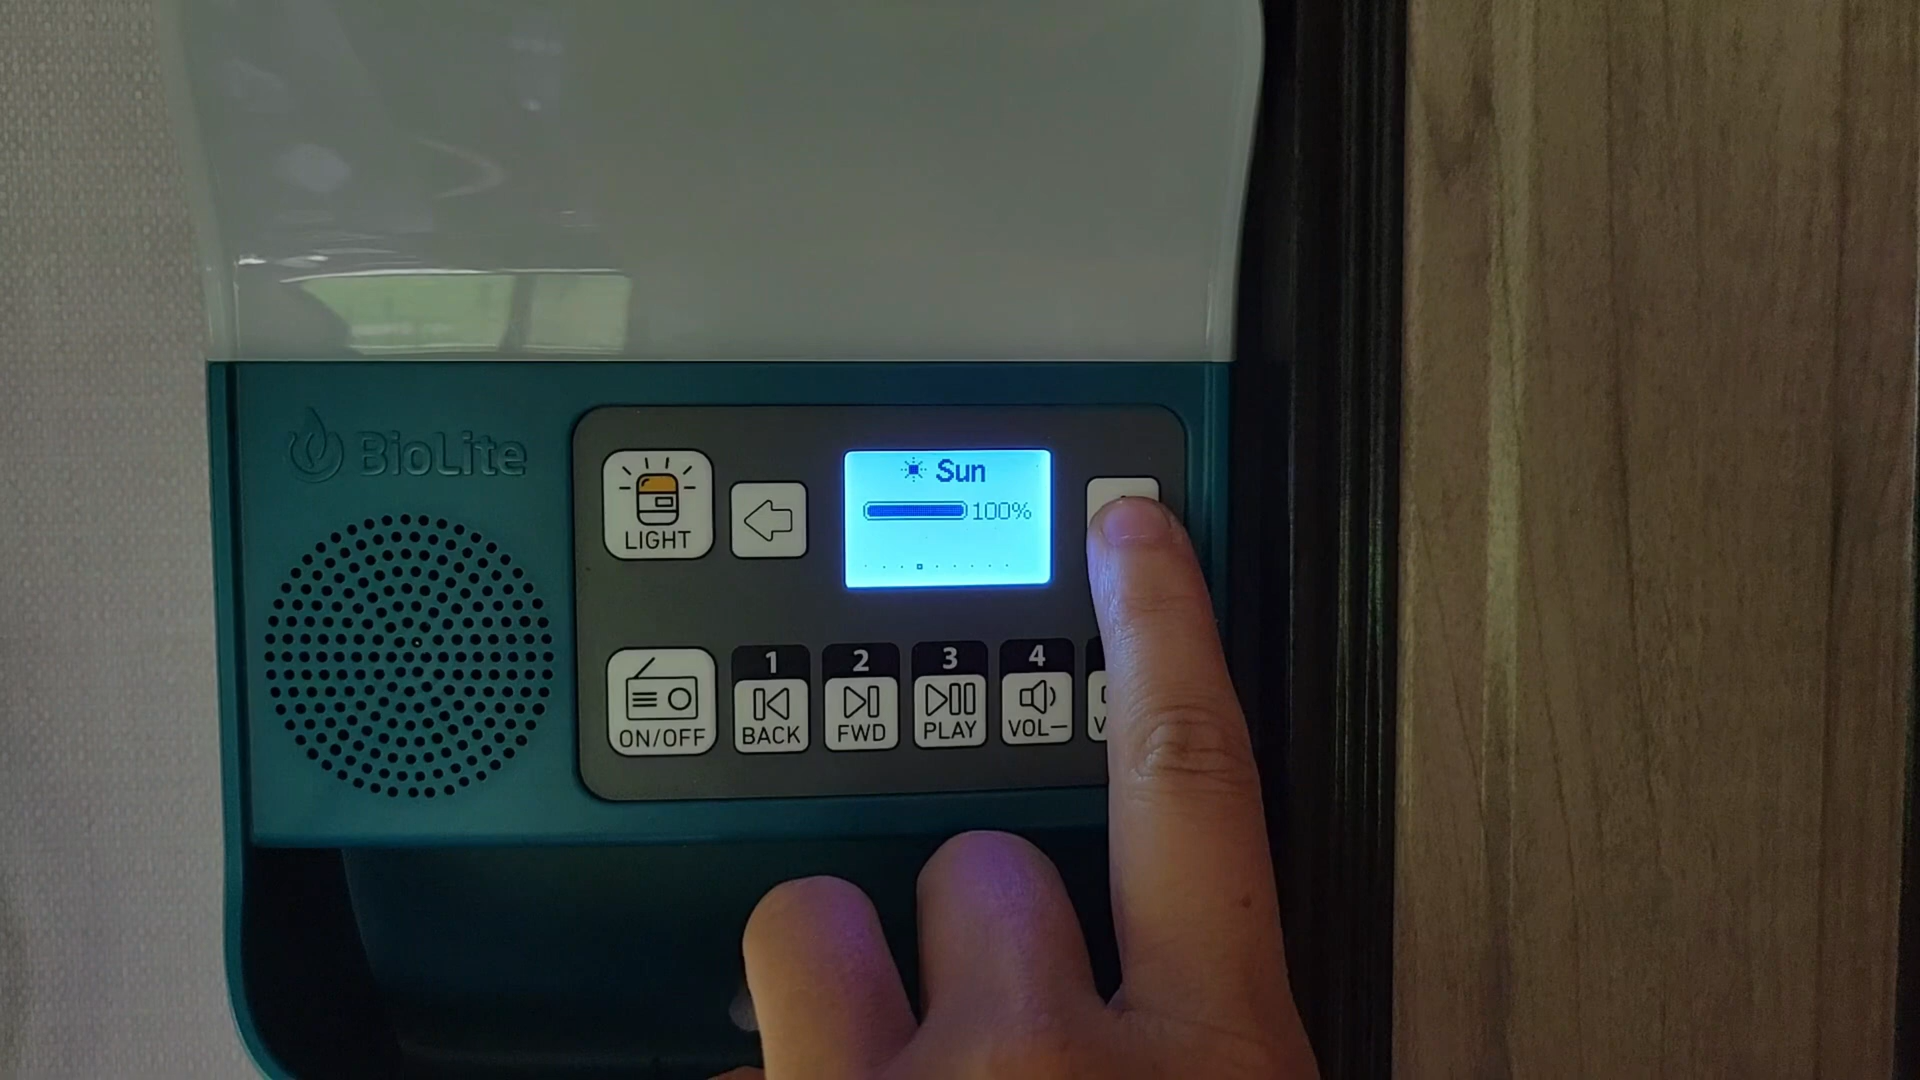 BioLite
LIGHT
Sun
100%
ON/OFF
1
BACK
2
FWD
3
PLAY
4
VOL—